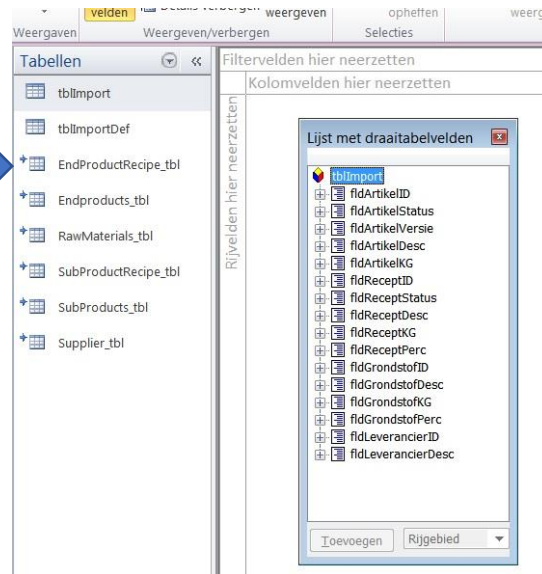 velden
Details verbergen
weergeven
opheffen
Weergaven
Weergeven/verbergen
Selecties
Tabellen
tblImport
tblImportDef
EndProductRecipe_tbl
Endproducts_tbl
RawMaterials_tbl
SubProductRecipe_tbl
SubProducts_tbl
Supplier_tbl
Filtervelden hier neerzetten
Kolomvelden hier neerzetten
Rijvelden hier neerzetten
Lijst met draaitabelvelden
tblImport
fldArtikelID
fldArtikelStatus
fldArtikelVersie
fldArtikelDesc
fldArtikelKG
fldReceptID
fldReceptStatus
fldReceptDesc
fldReceptKG
fldReceptPerc
fldGrondstofID
fldGrondstofDesc
fldGrondstofKG
fldGrondstofPerc
fldLeverancierID
fldLeverancierDesc
Toevoegen
Rijgebied